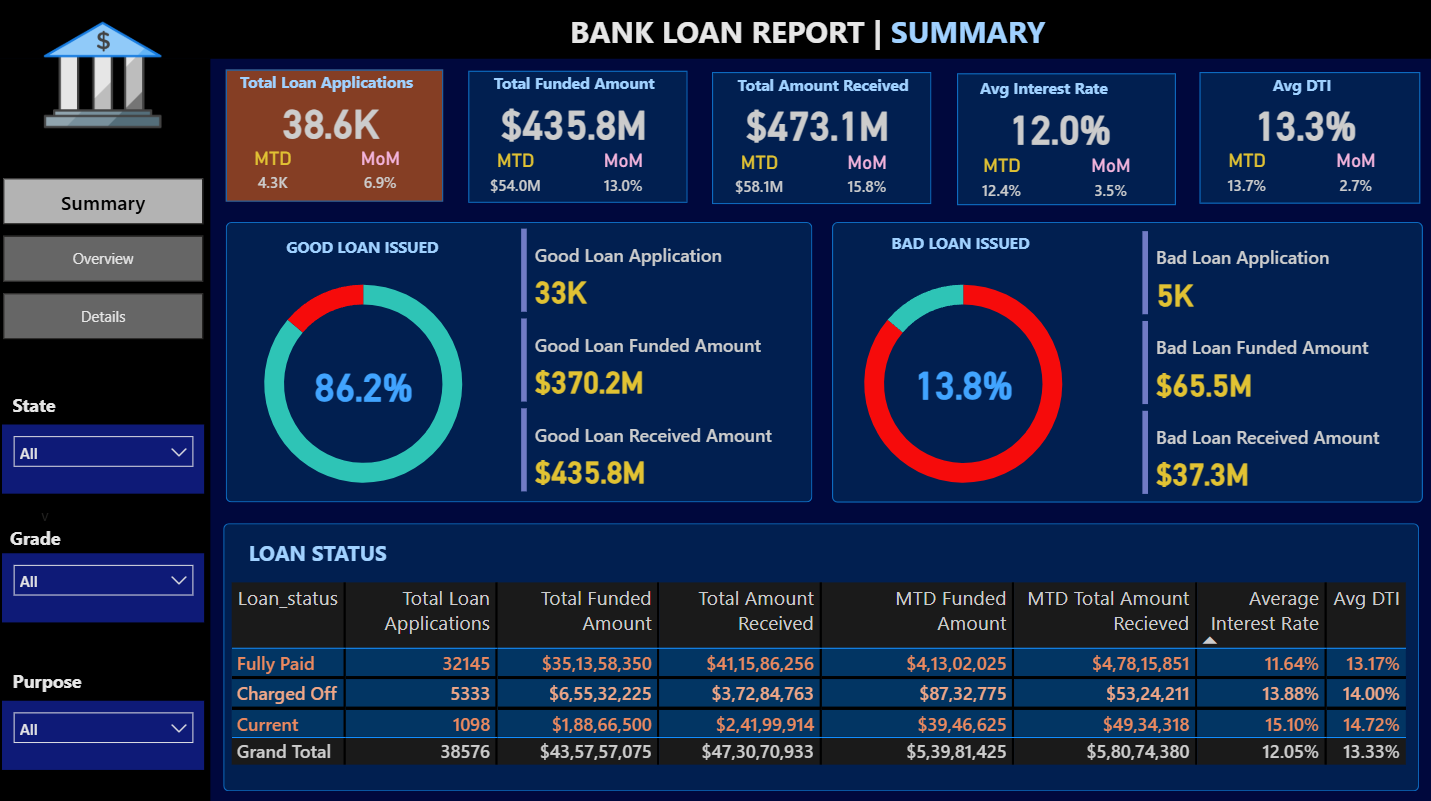 $
BANK LOAN REPORT | SUMMARY
Total Loan Applications
38.6K
MTD MoM
4.3K 6.9%
Total Funded Amount
$435.8M
MTD MoM
$54.0M 13.0%
Total Amount Received
$473.1M
MTD MoM
$58.1M 15.8%
Avg Interest Rate
12.0%
MTD MoM
12.4% 3.5%
Avg DTI
13.3%
MTD MoM
13.7% 2.7%
Summary
Overview
Details
State
All
v
Grade
All
Purpose
All
GOOD LOAN ISSUED
86.2%
Good Loan Application
33K
Good Loan Funded Amount
$370.2M
Good Loan Received Amount
$435.8M
BAD LOAN ISSUED
13.8%
Bad Loan Application
5K
Bad Loan Funded Amount
$65.5M
Bad Loan Received Amount
$37.3M
LOAN STATUS
Loan_status Total Loan Total Funded Total Amount MTD Funded MTD Total Amount Average Avg DTI
Applications Amount Received Amount Recieved Interest Rate
Fully Paid 32145 $35,13,58,350 $41,15,86,256 $4,13,02,025 $4,78,15,851 11.64% 13.17%
Charged Off 5333 $6,55,32,225 $3,72,84,763 $87,32,775 $53,24,211 13.88% 14.00%
Current 1098 $1,88,66,500 $2,41,99,914 $39,46,625 $49,34,318 15.10% 14.72%
Grand Total 38576 $43,57,57,075 $47,30,70,933 $5,39,81,425 $5,80,74,380 12.05% 13.33%